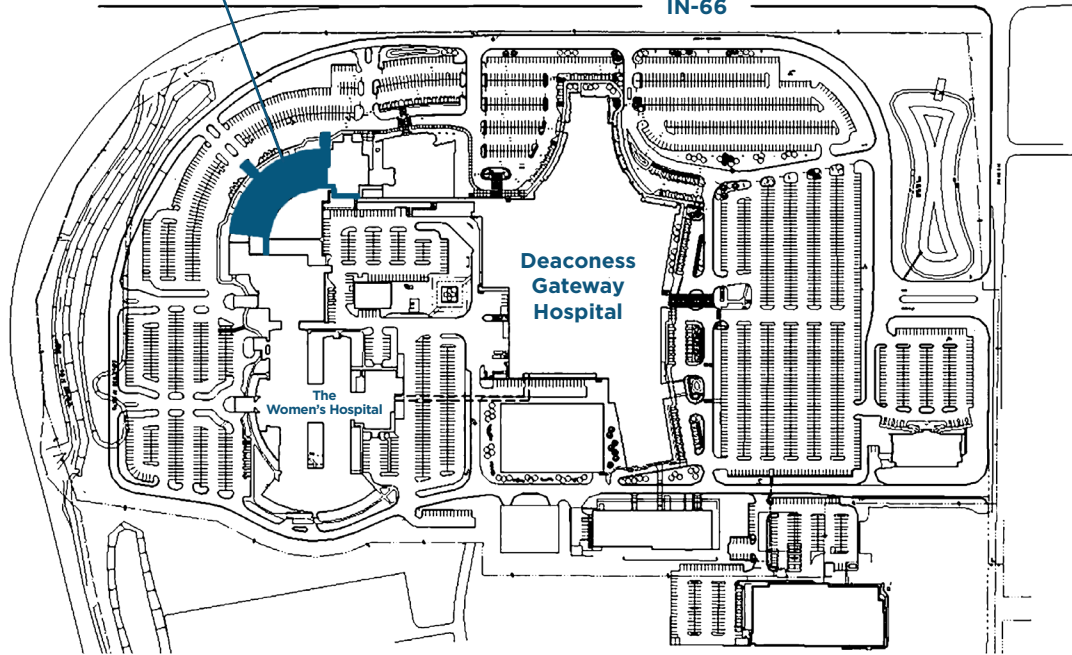 IN-66
Deaconess
Gateway
Hospital
The
Women's Hospital